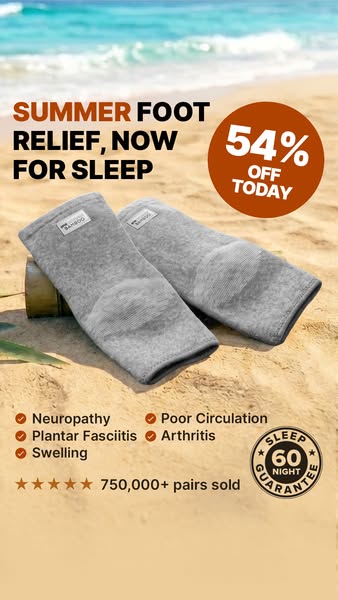 SUMMER FOOT
RELIEF, NOW
FOR SLEEP
54%
OFF
TODAY
BAMBOO
Neuropathy
Poor Circulation
Plantar Fasciitis
Arthritis
Swelling
SLEEP
60
NIGHT
GUARANTEE
750,000+ pairs sold